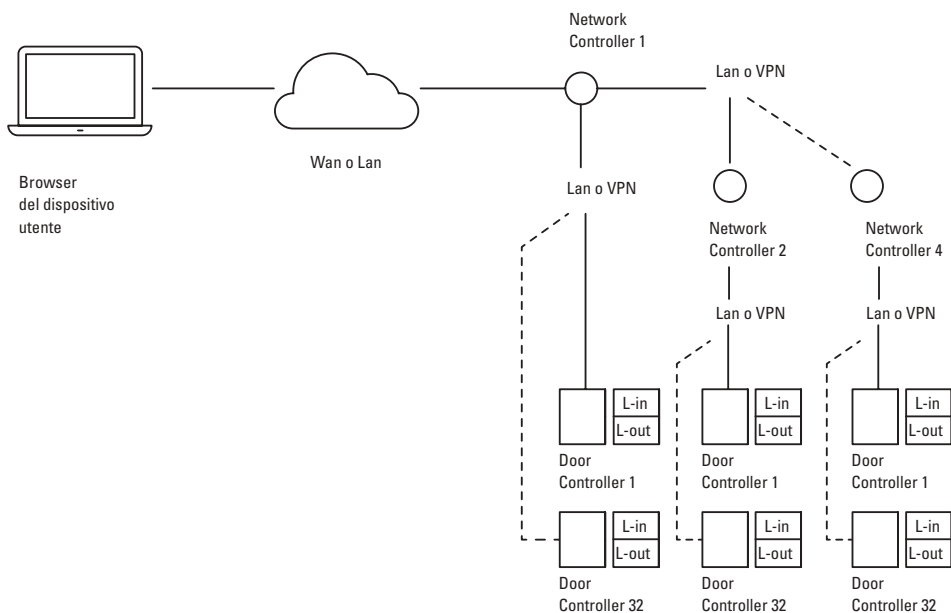 Network
Controller 1
Lan o VPN
Wan o Lan
Browser
del dispositivo
utente
Lan o VPN
Network
Controller 2
Network
Controller 4
Lan o VPN
Lan o VPN
L-in
L-out
L-in
L-out
L-in
L-out
Door
Controller 1
Door
Controller 1
Door
Controller 1
L-in
L-out
L-in
L-out
L-in
L-out
Door
Controller 32
Door
Controller 32
Door
Controller 32